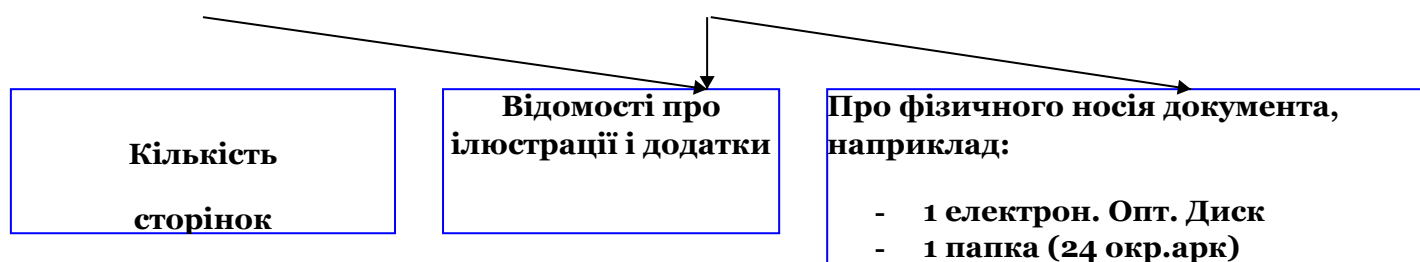 Кількість
сторінок
Відомості про
ілюстрації і додатки
Про фізичного носія документа,
наприклад:
- 1 електрон. Опт. Диск
- 1 папка (24 окр.арк)